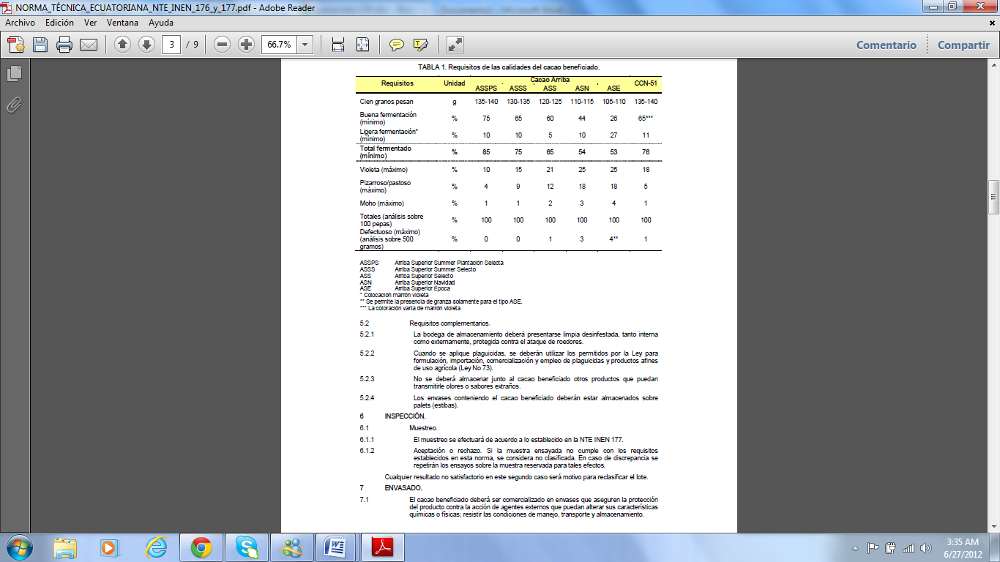 NORMA_TÉCNICA_ECUATORIANA_NTE_INEN_176_y_177.pdf - Adobe Reader
Archivo Edición Ver Ventana Ayuda
3 / 9 66.7% Comentario Compartir
TABLA 1. Requisitos de las calidades del cacao beneficiado.
Cacao Arriba
Requisitos Unidad CCN-51
ASSPS ASSS ASS ASN ASE
Cien granos pesan g 135-140 130-135 120-125 110-115 105-110 135-140
Buena fermentación
(mínimo) % 75 65 60 44 26 65***
Ligera fermentación*
(mínimo) % 10 10 5 10 27 11
Total fermentado
(mínimo) % 85 75 65 54 53 76
Violeta (máximo) % 10 15 21 25 25 18
Pizarroso/pastoso
(máximo) % 4 9 12 18 18 5
Moho (máximo) % 1 1 2 3 4 1
Totales (análisis sobre
100 pepas) % 100 100 100 100 100 100
Defectuoso (máximo)
(análisis sobre 500
gramos) % 0 0 1 3 4** 1
ASSPS Arriba Superior Summer Plantación Selecta
ASSS Arriba Superior Summer Selecto
ASS Arriba Superior Selecto
ASN Arriba Superior Navidad
ASE Arriba Superior Época
* Colocación marrón violeta
** Se permite la presencia de granza solamente para el tipo ASE.
*** La coloración varía de marrón violeta
5.2 Requisitos complementarios.
5.2.1 La bodega de almacenamiento deberá presentarse limpia desinfestada, tanto interna
como externamente, protegida contra el ataque de roedores.
5.2.2 Cuando se aplique plaguicidas, se deberán utilizar los permitidos por la Ley para
formulación, importación, comercialización y empleo de plaguicidas y productos afines
de uso agrícola (Ley No 73).
5.2.3 No se deberá almacenar junto al cacao beneficiado otros productos que puedan
transmitirle olores o sabores extraños.
5.2.4 Los envases conteniendo el cacao beneficiado deberán estar almacenados sobre
palets (estibas).
6 INSPECCIÓN.
6.1 Muestreo.
6.1.1 El muestreo se efectuará de acuerdo a lo establecido en la NTE INEN 177.
6.1.2 Aceptación o rechazo. Si la muestra ensayada no cumple con los requisitos
establecidos en esta norma, se considera no clasificada. En caso de discrepancia se
repetirán los ensayos sobre la muestra reservada para tales efectos.
Cualquier resultado no satisfactorio en este segundo caso será motivo para reclasificar el lote.
7 ENVASADO.
7.1 El cacao beneficiado deberá ser comercializado en envases que aseguren la protección
del producto contra la acción de agentes externos que puedan alterar sus características
químicas o físicas; resistir las condiciones de manejo, transporte y almacenamiento.
3:35 AM
6/27/2012